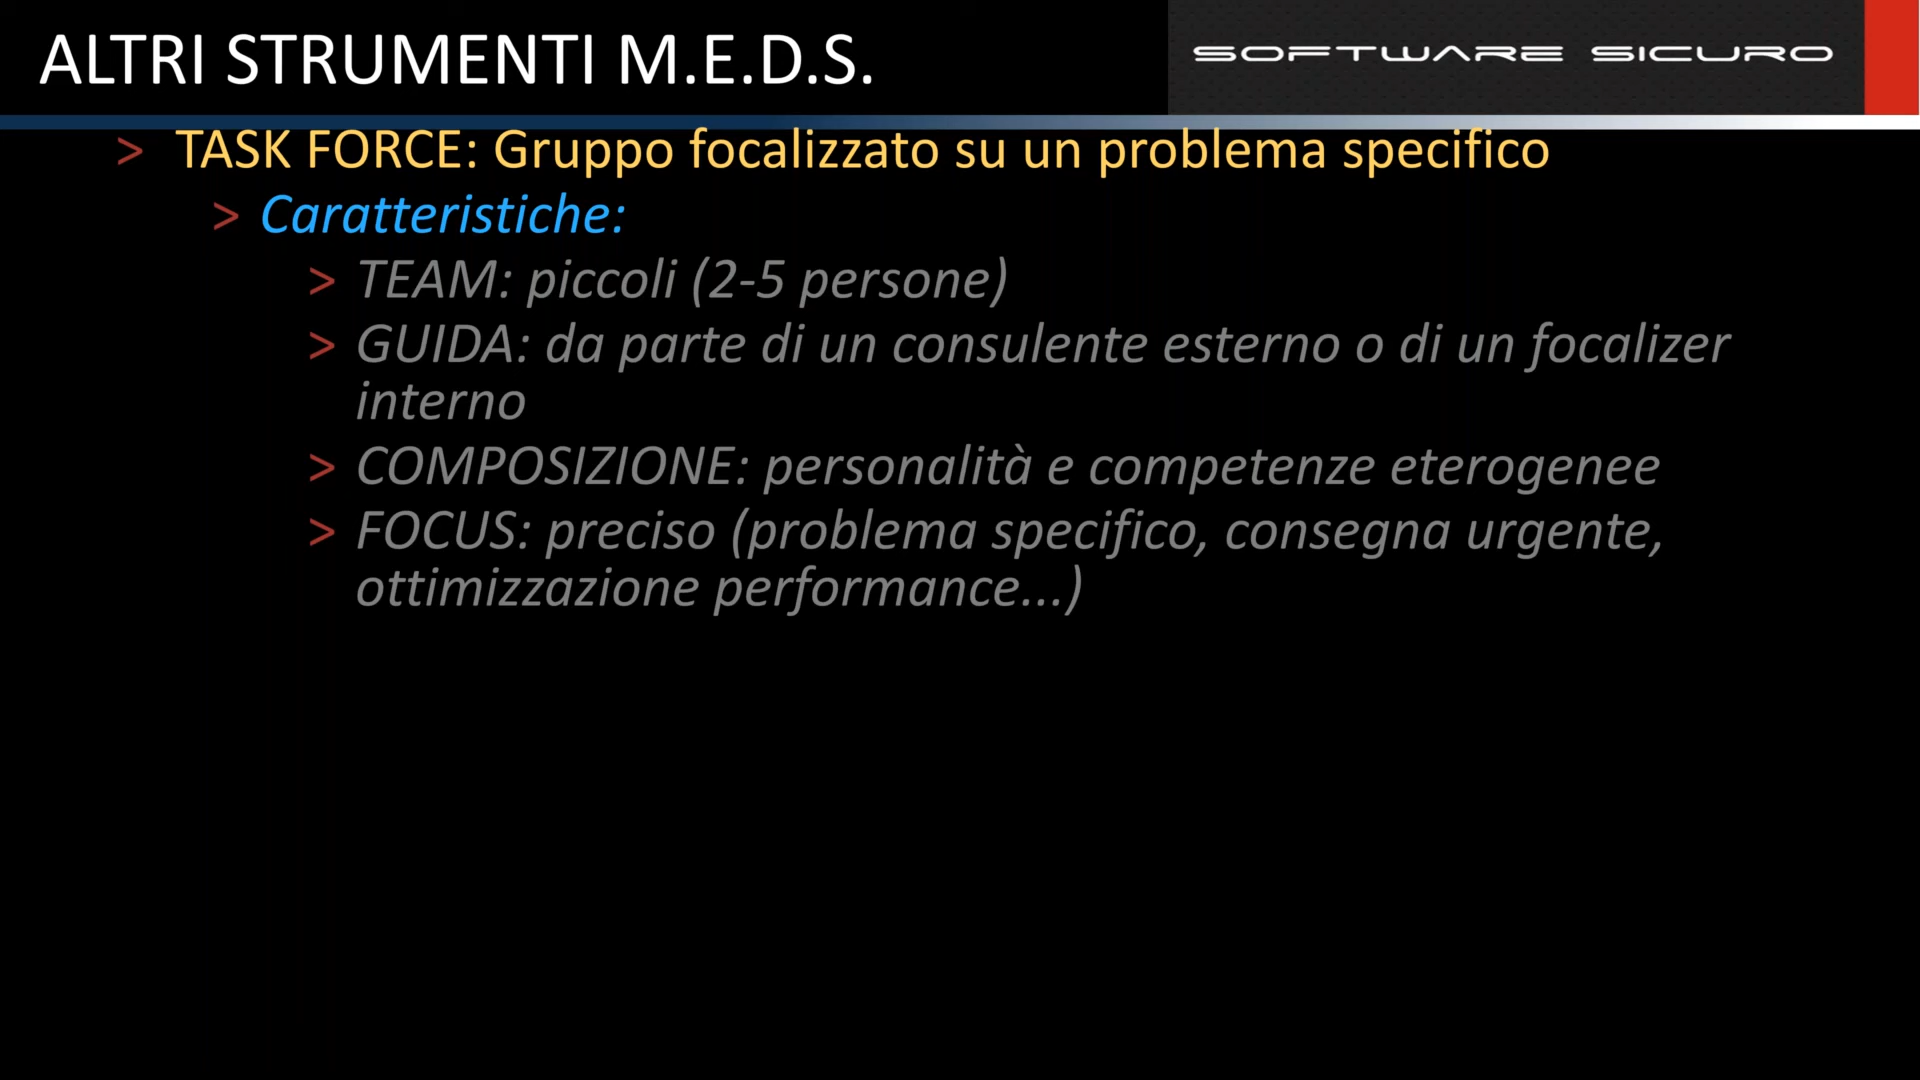 ALTRI STRUMENTI M.E.D.S.
SOFTWARE SICURO
> TASK FORCE: Gruppo focalizzato su un problema specifico
> Caratteristiche:
> TEAM: piccoli (2-5 persone)
> GUIDA: da parte di un consulente esterno o di un focalizer
interno
> COMPOSIZIONE: personalità e competenze eterogenee
> FOCUS: preciso (problema specifico, consegna urgente,
ottimizzazione performance...)